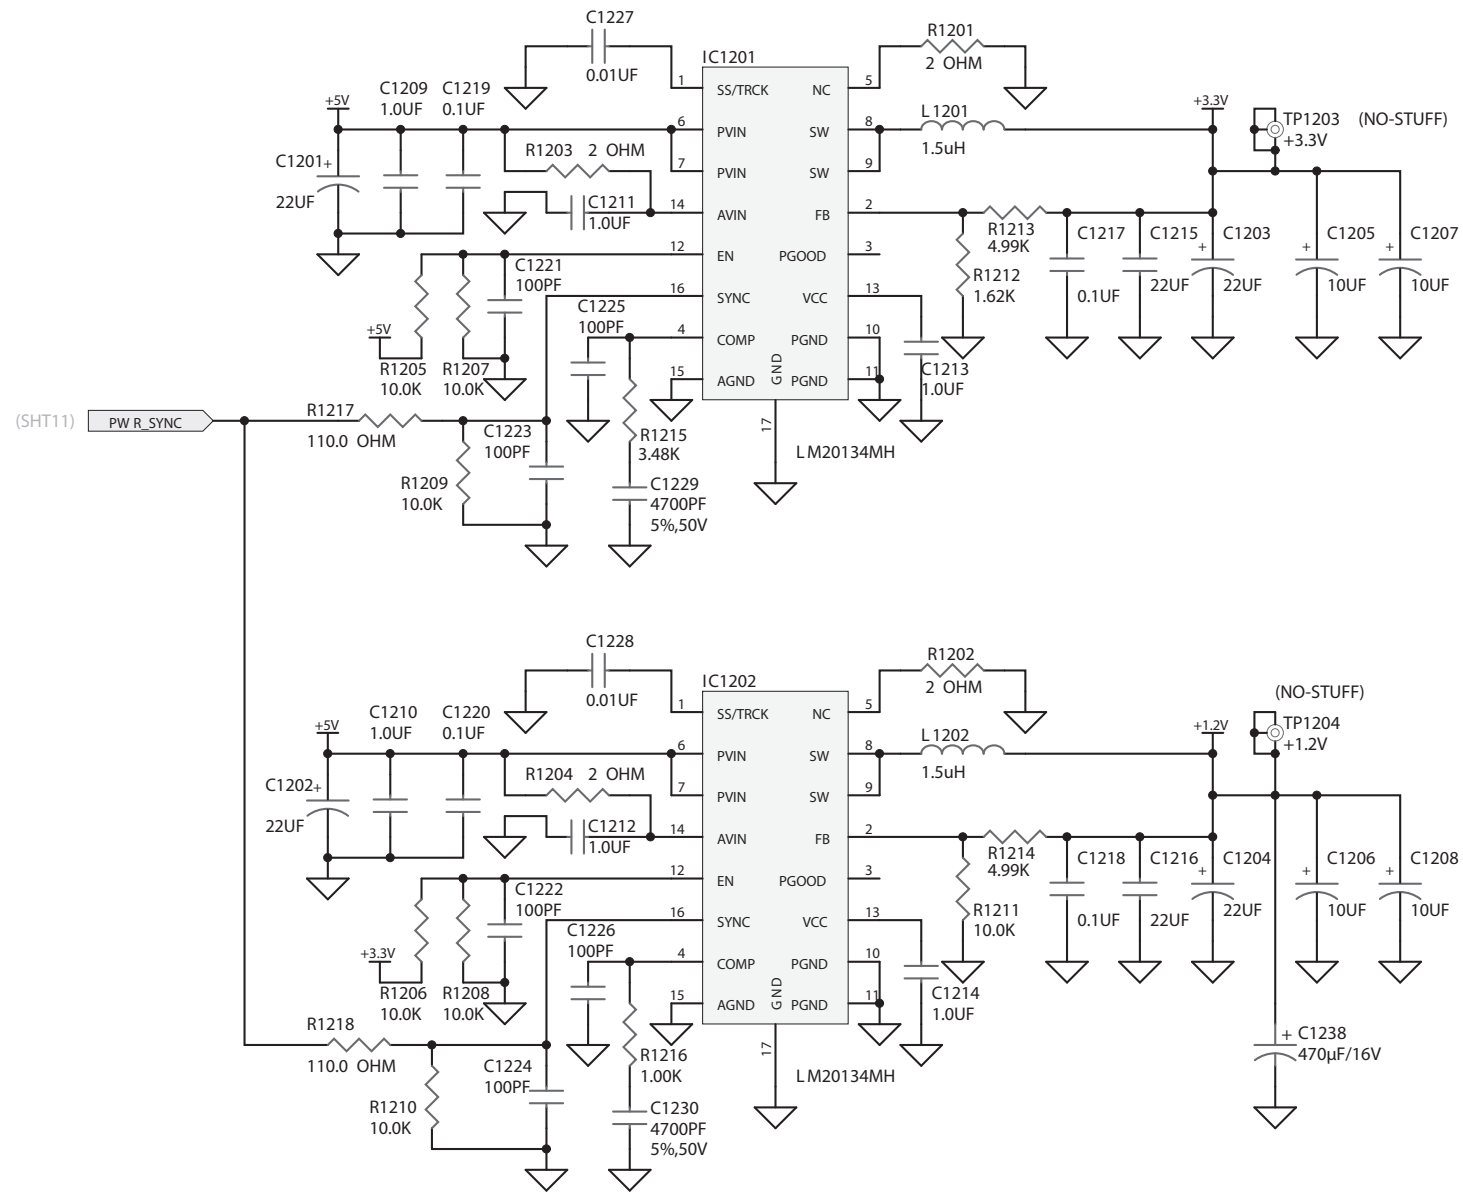 C1227
0.01UF
R1201
2 OHM
IC1201
1
SS/TRCK
NC
5
+5V
C1209
1.0UF
C1219
0.1UF
6
PVIN
SW
8
L1201
1.5uH
+3.3V
TP1203
+3.3V
(NO-STUFF)
C1201
+
22UF
R1203
2 OHM
7
PVIN
SW
9
C1211
1.0UF
14
AVIN
FB
2
R1213
4.99K
R1212
1.62K
C1217
0.1UF
C1215
22UF
C1203
+
22UF
C1205
+
10UF
C1207
+
10UF
12
EN
PGOOD
3
C1221
100PF
16
SYNC
VCC
13
+5V
R1205
10.0K
R1207
10.0K
C1225
100PF
4
COMP
PGND
10
15
AGND
GND
PGND
11
C1213
1.0UF
17
LM20134MH
(SHT11)
PWR_SYNC
R1217
110.0 OHM
R1209
10.0K
C1223
100PF
R1215
3.48K
C1229
4700PF
5%,50V
C1228
0.01UF
R1202
2 OHM
IC1202
1
SS/TRCK
NC
5
+5V
C1210
1.0UF
C1220
0.1UF
6
PVIN
SW
8
L1202
1.5uH
+1.2V
(NO-STUFF)
TP1204
+1.2V
C1202
+
22UF
R1204
2 OHM
7
PVIN
SW
9
C1212
1.0UF
14
AVIN
FB
2
R1214
4.99K
R1211
10.0K
C1218
0.1UF
C1216
22UF
C1204
+
22UF
C1206
+
10UF
C1208
+
10UF
12
EN
PGOOD
3
C1222
100PF
16
SYNC
VCC
13
+3.3V
R1206
10.0K
R1208
10.0K
C1226
100PF
4
COMP
PGND
10
15
AGND
GND
PGND
11
C1214
1.0UF
17
LM20134MH
R1218
110.0 OHM
R1210
10.0K
C1224
100PF
R1216
1.00K
C1230
4700PF
5%,50V
+
C1238
470µF/16V